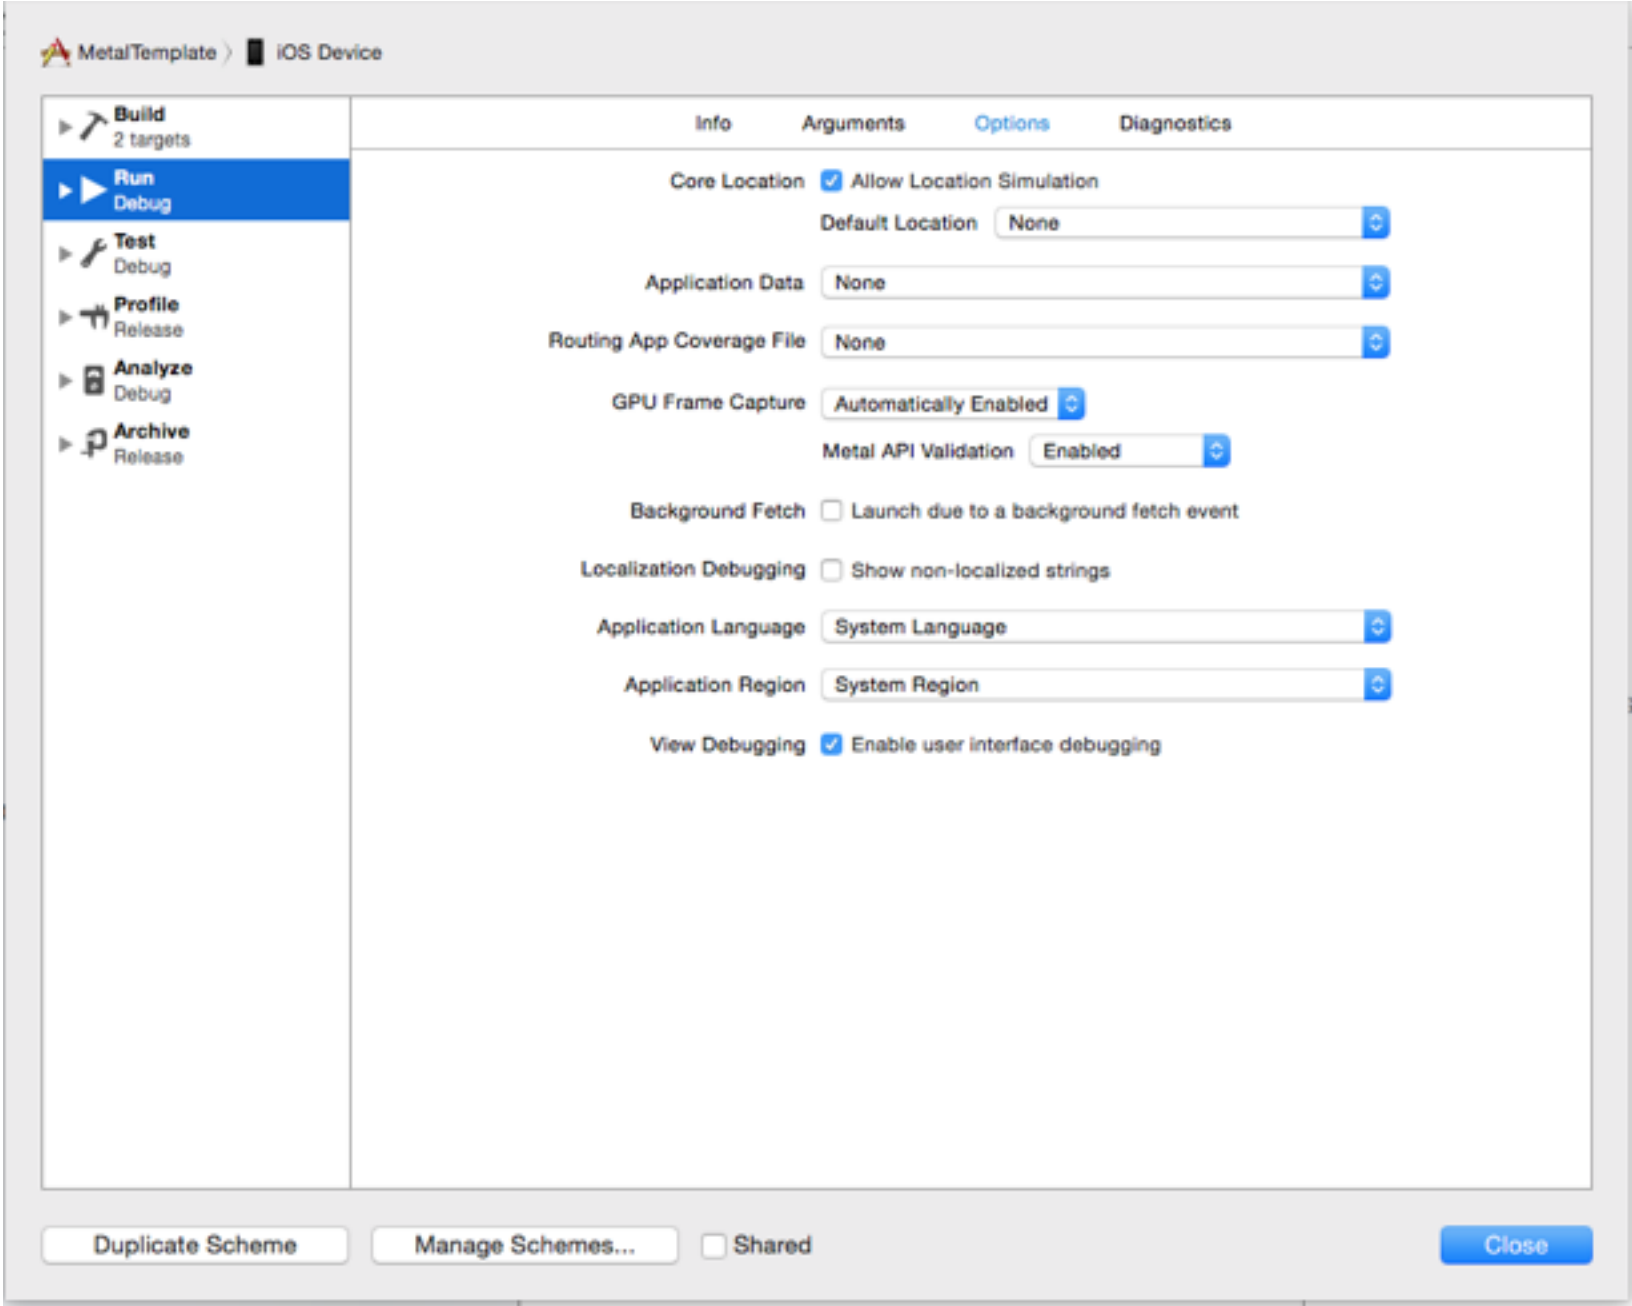 MetalTemplate 〉 iOS Device
Build
2 targets
Run
Debug
Test
Debug
Profile
Release
Analyze
Debug
Archive
Release
Info Arguments Options Diagnostics
Core Location Allow Location Simulation
Default Location None
Application Data None
Routing App Coverage File None
GPU Frame Capture Automatically Enabled
Metal API Validation Enabled
Background Fetch Launch due to a background fetch event
Localization Debugging Show non-localized strings
Application Language System Language
Application Region System Region
View Debugging Enable user interface debugging
Duplicate Scheme Manage Schemes... Shared Close